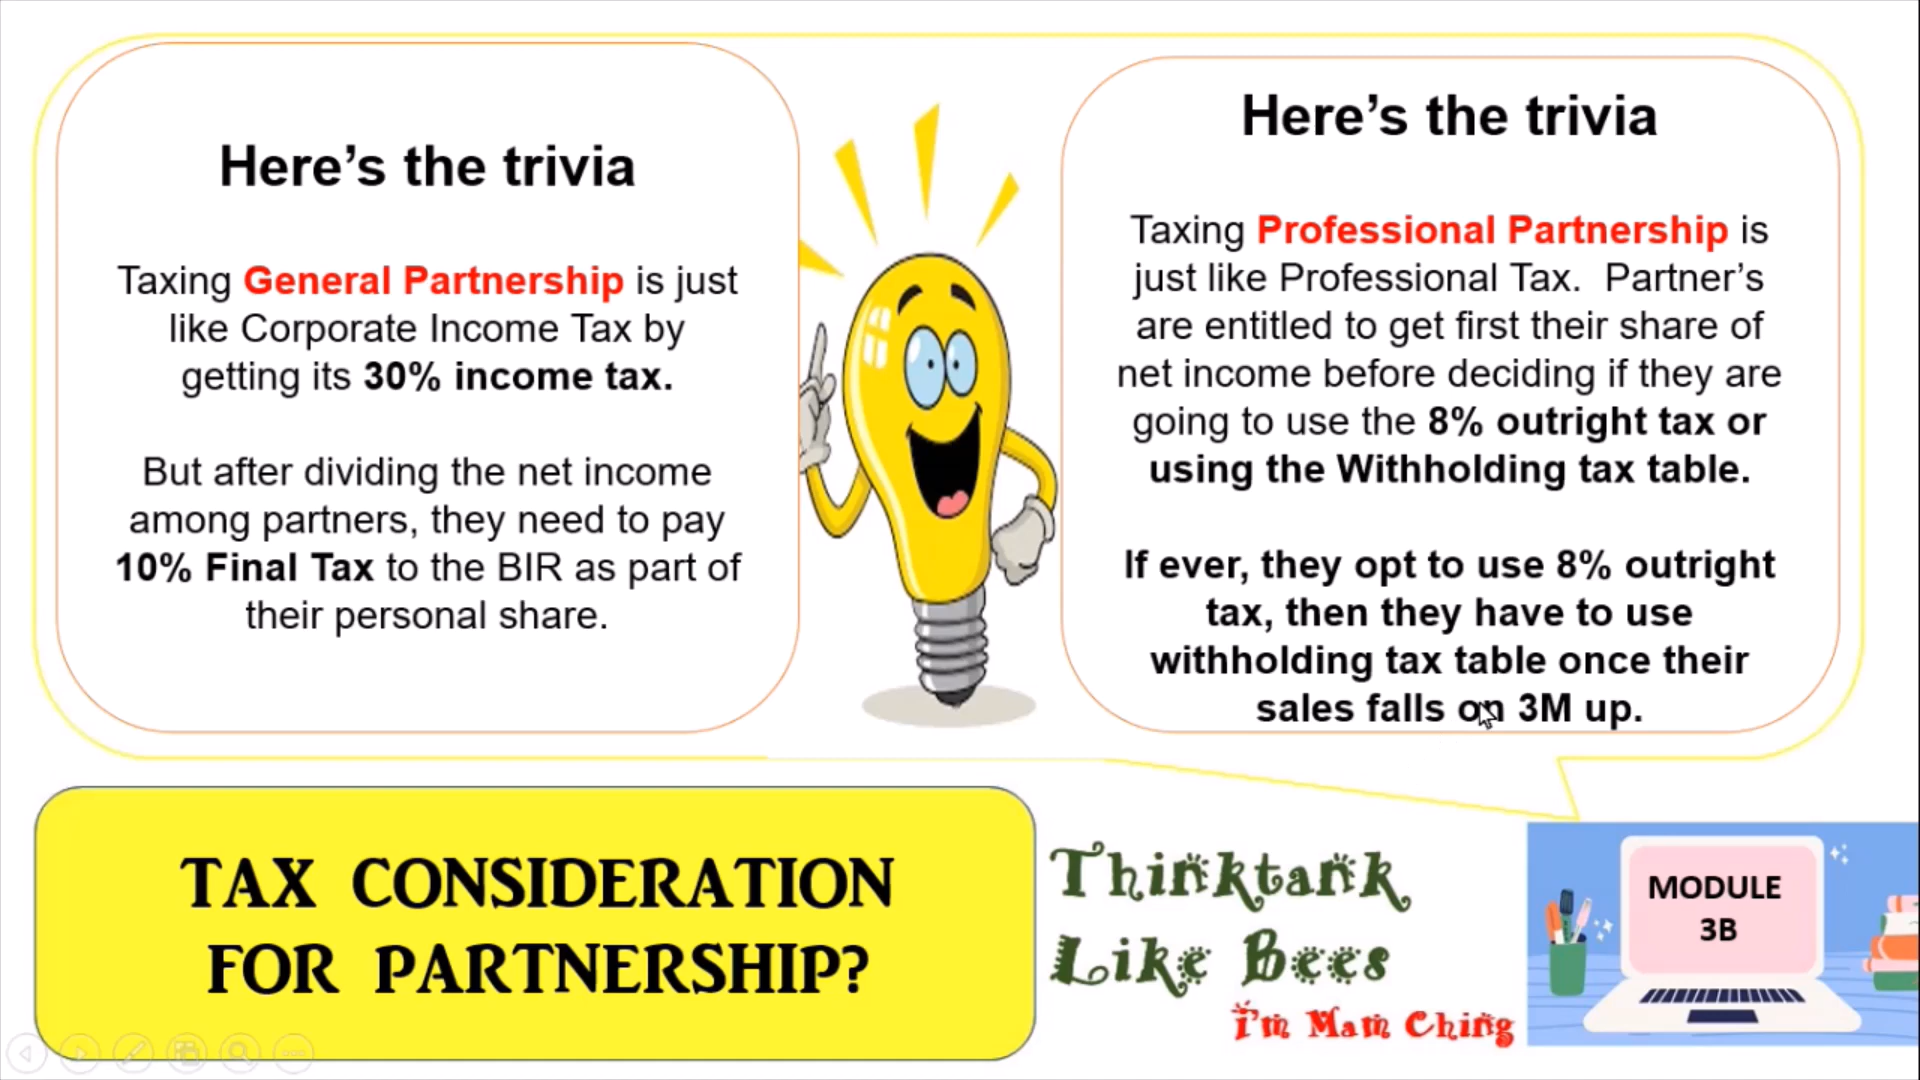 Here’s the trivia
Taxing General Partnership is just
like Corporate Income Tax by
getting its 30% income tax.
But after dividing the net income
among partners, they need to pay
10% Final Tax to the BIR as part of
their personal share.
Here’s the trivia
Taxing Professional Partnership is
just like Professional Tax.  Partner’s
are entitled to get first their share of
net income before deciding if they are
going to use the 8% outright tax or
using the Withholding tax table.
If ever, they opt to use 8% outright
tax, then they have to use
withholding tax table once their
sales falls on 3M up.
TAX CONSIDERATION
FOR PARTNERSHIP?
Thinktank
Like Bees
i'm Mam Ching
MODULE
3B